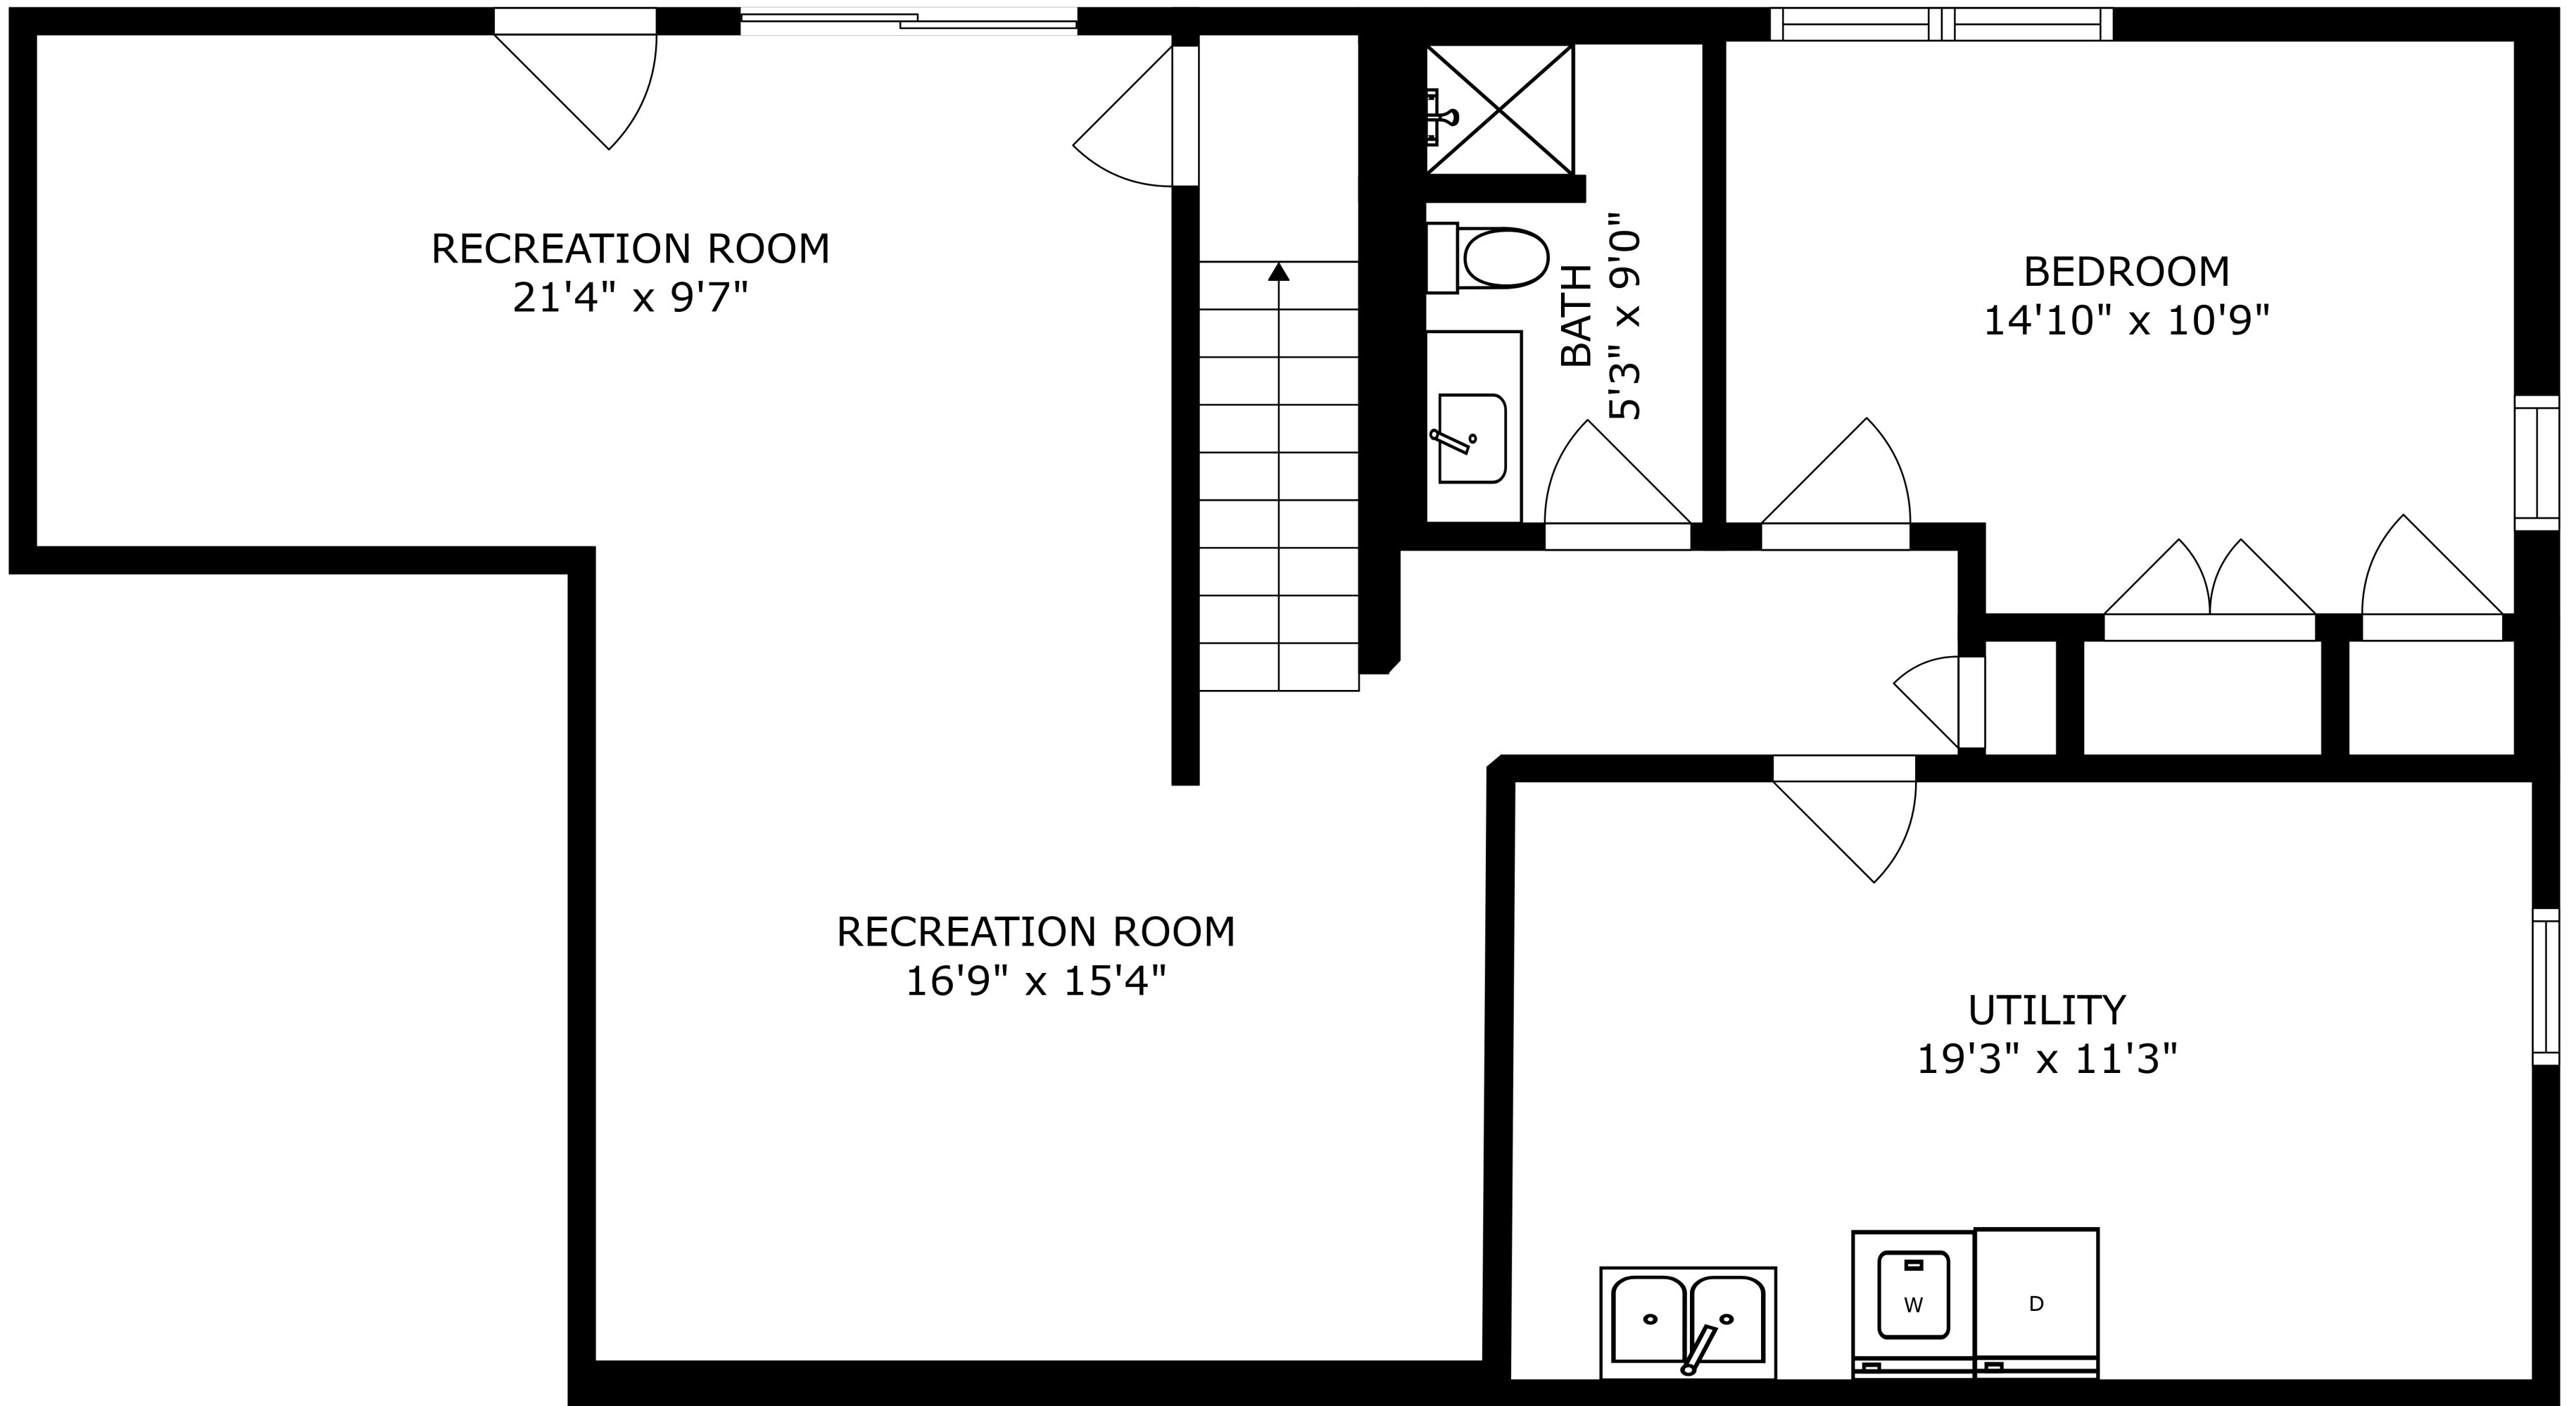 RECREATION ROOM
21'4" x 9'7"
BATH
5'3" x 9'0"
BEDROOM
14'10" x 10'9"
RECREATION ROOM
16'9" x 15'4"
UTILITY
19'3" x 11'3"
W
D